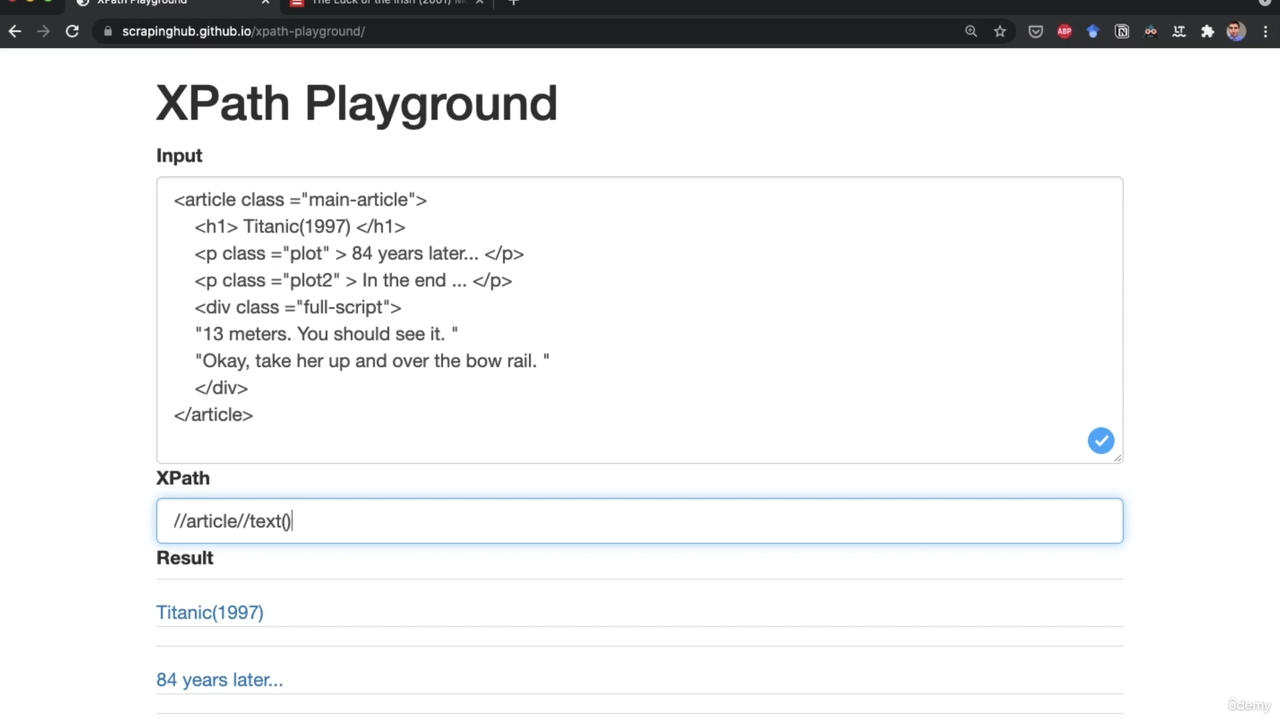 XPath Playground
The Luck of the Irish (2001)
scrapinghub.github.io/xpath-playground/
ABP
XPath Playground
Input
<article class ="main-article">
<h1> Titanic(1997) </h1>
<p class ="plot" > 84 years later... </p>
<p class ="plot2" > In the end ... </p>
<div class ="full-script">
"13 meters. You should see it. "
"Okay, take her up and over the bow rail. "
</div>
</article>
XPath
//article//text()
Result
Titanic(1997)
84 years later...
ûdemy